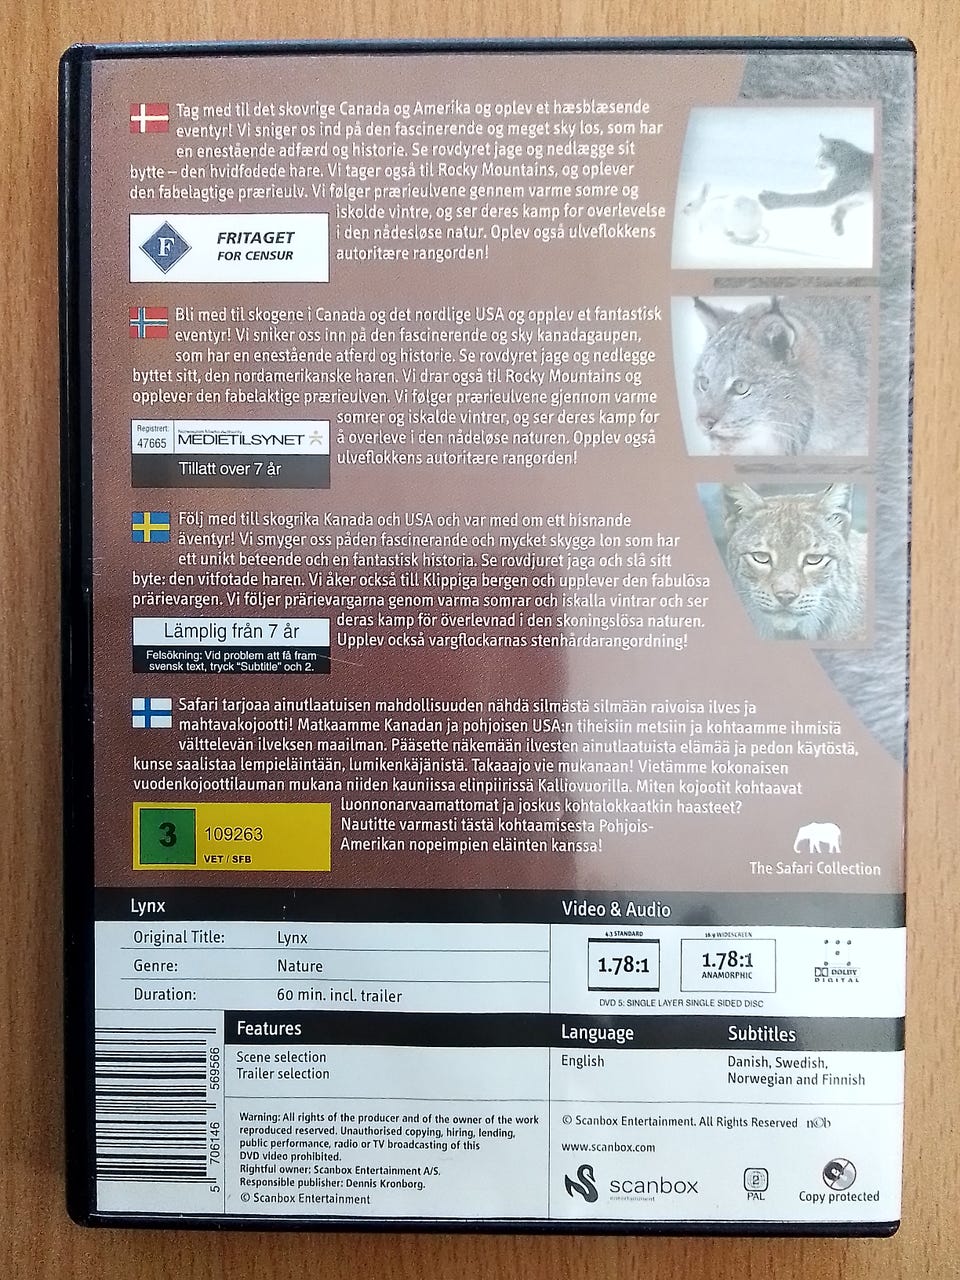 Tag med til det skovrige Canada og Amerika og oplev et hæsblæsende
eventyr! Vi sniger os ind på den fascinerende og meget sky los, som har
en enestående adfærd og historie. Se rovdyret jage og nedlægge sit
bytte – den hvidfodede hare. Vi tager også til Rocky Mountains, og oplever
den fabelagtige prærieulv. Vi følger prærieulvene gennem varme somre og
iskolde vintre, og ser deres kamp for overlevelse
i den nådesløse natur. Oplev også ulveflokkens
autoritære rangorden!
F
FRITAGET
FOR CENSUR
Bli med til skogene i Canada og det nordlige USA og opplev et fantastisk
eventyr! Vi sniker oss inn på den fascinerende og sky kanadagaupen,
som har en enestående atferd og historie. Se rovdyret jage og nedlegge
byttet sitt, den nordamerikanske haren. Vi drar også til Rocky Mountains og
opplever den fabelaktige prærieulven. Vi følger prærieulvene gjennom varme
somrer og iskalde vintrer, og ser deres kamp for
å overleve i den nådeløse naturen. Opplev også
ulveflokkens autoritære rangorden!
Registrert:
47665
Norwegian Media Authority
MEDIETILSYNET
Tillatt over 7 år
Följ med till skogrika Kanada och USA och var med om ett hisnande
äventyr! Vi smyger oss påden fascinerande och mycket skygga lon som har
ett unikt beteende och en fantastisk historia. Se rovdjuret jaga och slå sitt
byte: den vitfotade haren. Vi åker också till Klippiga bergen och upplever den fabulösa
prärievargen. Vi följer prärievargarna genom varma somrar och iskalla vintrar och ser
deras kamp för överlevnad i den skoningslösa naturen.
Upplev också vargflockarnas stenhårdarangordning!
Lämplig från 7 år
Felsökning: Vid problem att få fram
svensk text, tryck "Subtitle" och 2.
Safari tarjoaa ainutlaatuisen mahdollisuuden nähdä silmästä silmään raivoisa ilves ja
mahtavakojootti! Matkaamme Kanadan ja pohjoisen USA:n tiheisiin metsiin ja kohtaamme ihmisiä
välttelevän ilveksen maailman. Pääsette näkemään ilvesten ainutlaatuista elämää ja pedon käytöstä,
kunse saalistaa lempieläintään, lumikenkäjänistä. Takaaajo vie mukanaan! Vietämme kokonaisen
vuodenkojoottilauman mukana niiden kauniissa elinpiirissä Kalliovuorilla. Miten kojootit kohtaavat
luonnonarvaamattomat ja joskus kohtalokkaatkin haasteet?
Nautitte varmasti tästä kohtaamisesta Pohjois-
Amerikan nopeimpien eläinten kanssa!
3
109263
VET / SFB
The Safari Collection
Lynx
Original Title: Lynx
Genre: Nature
Duration: 60 min. incl. trailer
Video & Audio
4:3 STANDARD
1.78:1
16:9 WIDESCREEN
1.78:1
ANAMORPHIC
DOLBY
DIGITAL
DVD 5: SINGLE LAYER SINGLE SIDED DISC
Features
Scene selection
Trailer selection
Language
English
Subtitles
Danish, Swedish,
Norwegian and Finnish
5 706146 569566
Warning: All rights of the producer and of the owner of the work
reproduced reserved. Unauthorised copying, hiring, lending,
public performance, radio or TV broadcasting of this
DVD video prohibited.
Rightful owner: Scanbox Entertainment A/S.
Responsible publisher: Dennis Kronborg.
© Scanbox Entertainment
© Scanbox Entertainment. All Rights Reserved nOb
www.scanbox.com
scanbox
entertainment
2
PAL
Copy protected